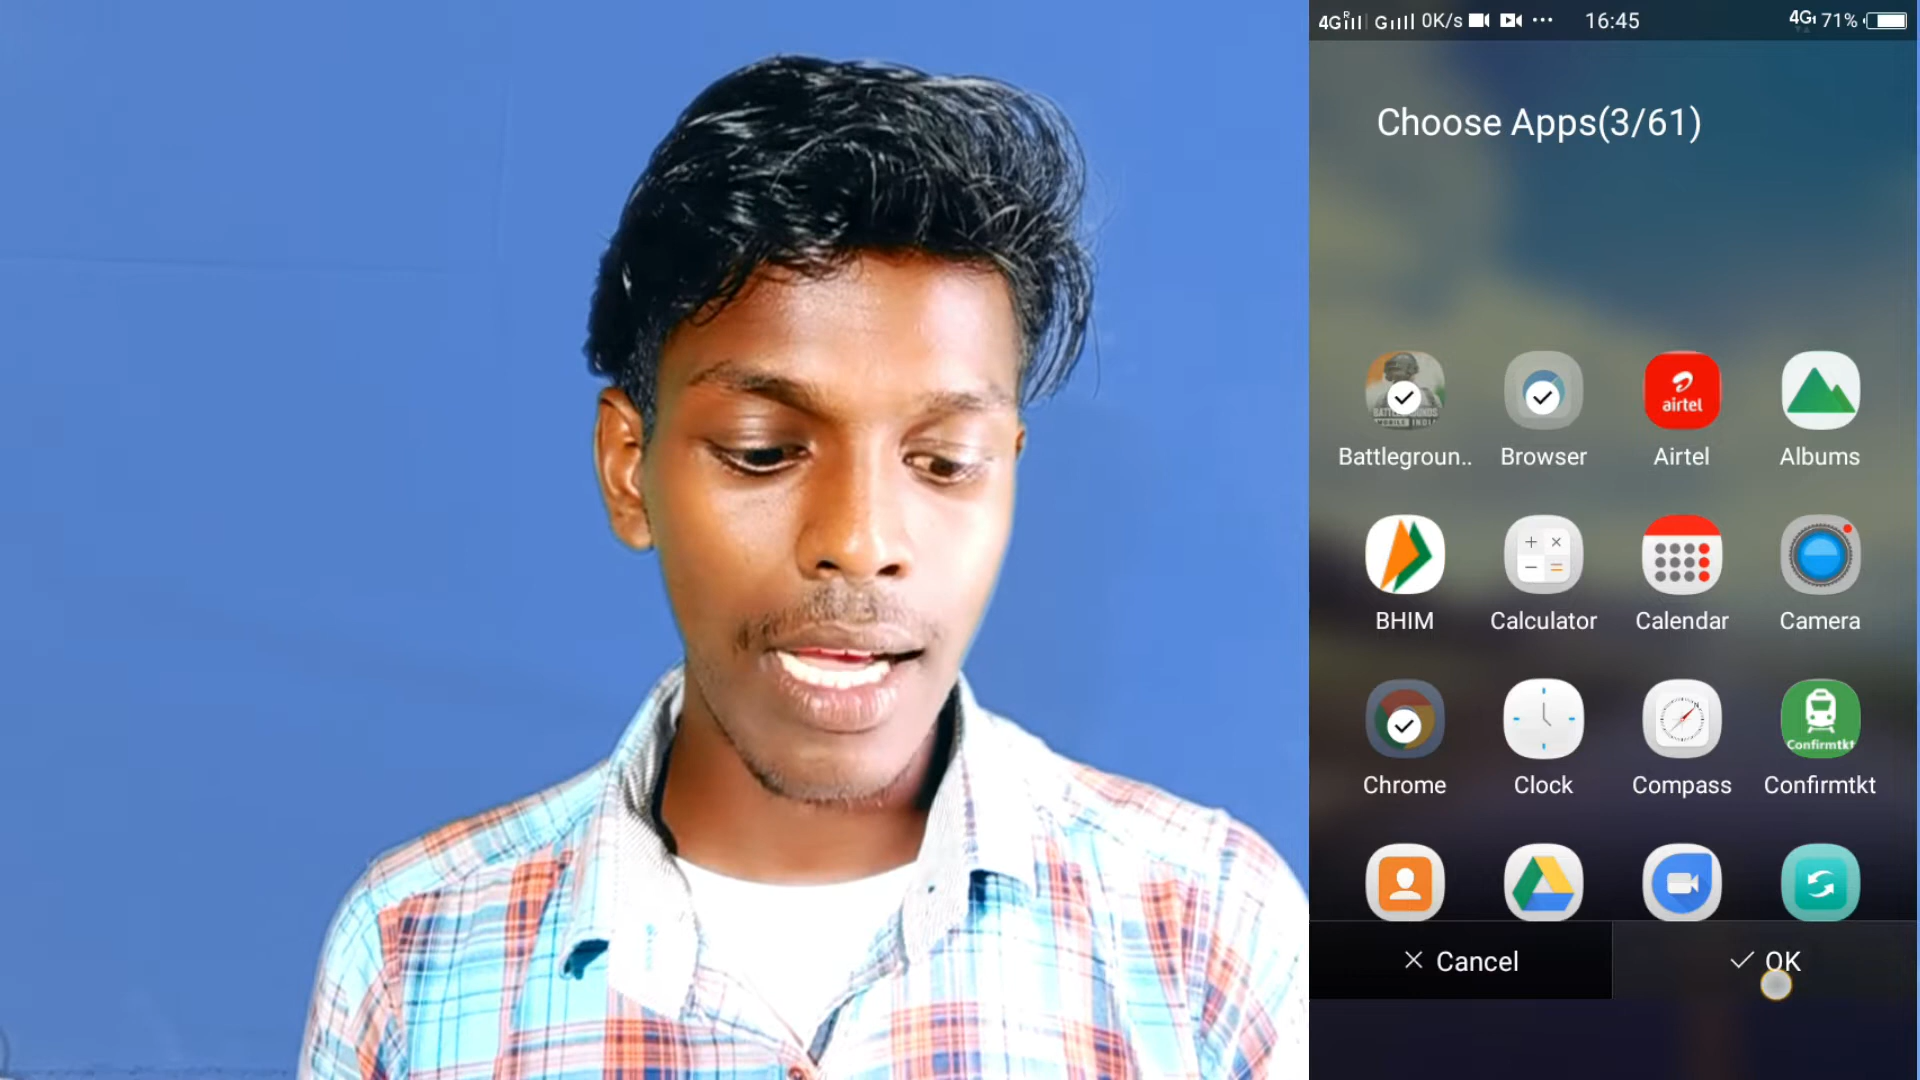 4G R G 0K/s ... 16:45 4G 71%
Choose Apps(3/61)
airtel
Battlegroun.. Browser Airtel Albums
BHIM Calculator Calendar Camera
Confirmtkt
Chrome Clock Compass Confirmtkt
× Cancel ✓ OK